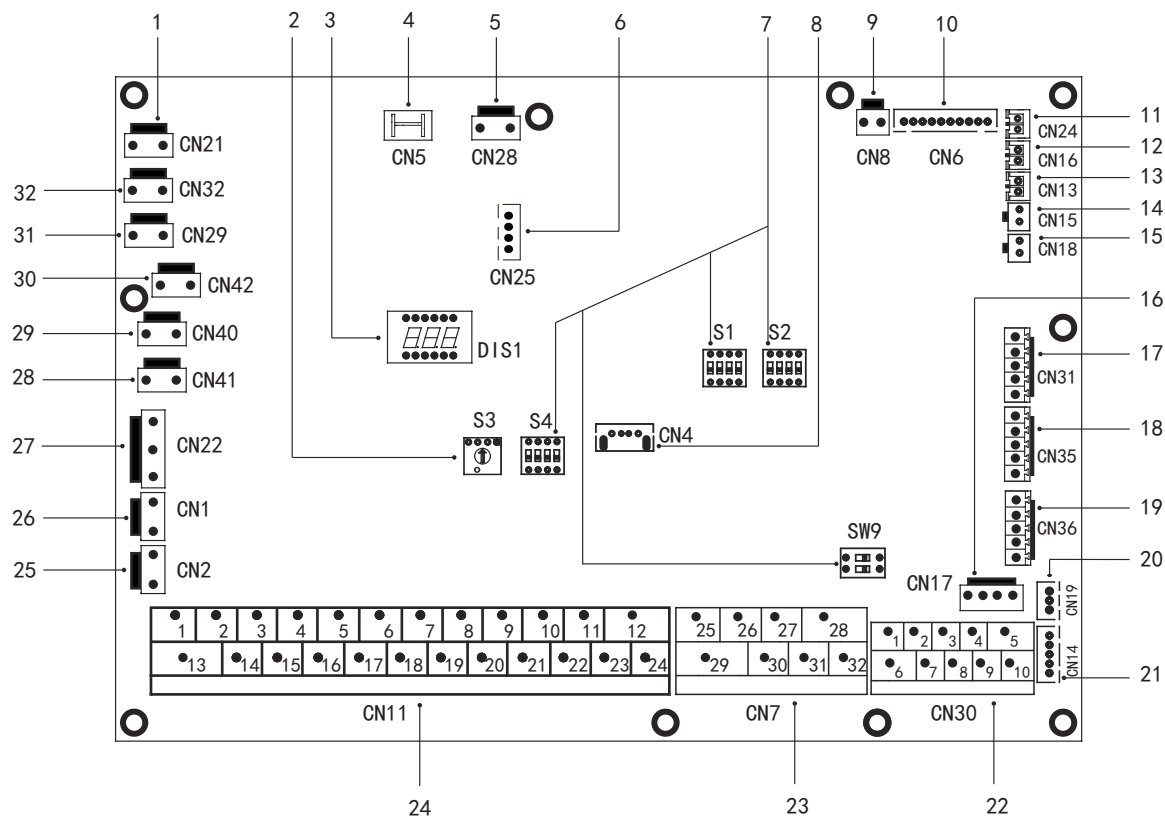 1 2 3 4 5 6 7 8 9 10
CN21
CN5
CN28
CN8
CN6
CN24
11
CN16
12
CN13
13
CN15
14
CN18
15
32
CN32
31
CN29
30
CN42
CN25
16
29
CN40
DIS1
S1
S2
17
CN31
28
CN41
27
CN22
S3
S4
CN4
2
18
CN35
26
CN1
19
CN36
25
CN2
SW9
20
CN17
CN19
1 2 3 4 5 6 7 8 9 10 11 12
25 26 27 28
1 2 3 4 5
13 14 15 16 17 18 19 20 21 22 23 24
29 30 31 32
6 7 8 9 10
CN14
21
CN11
CN7
CN30
24
23
22